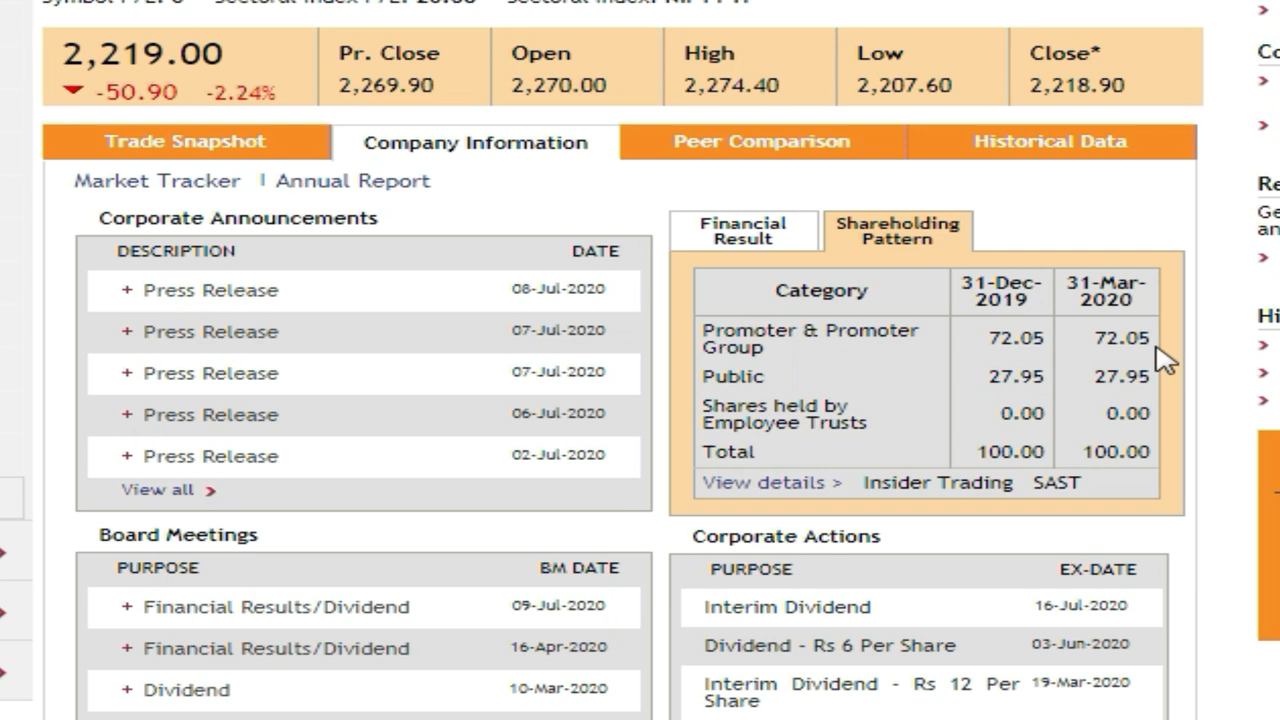 2,219.00
-50.90 -2.24%
Pr. Close
2,269.90
Open
2,270.00
High
2,274.40
Low
2,207.60
Close*
2,218.90
Trade Snapshot
Company Information
Peer Comparison
Historical Data
Market Tracker | Annual Report
Corporate Announcements
DESCRIPTION DATE
+ Press Release 08-Jul-2020
+ Press Release 07-Jul-2020
+ Press Release 07-Jul-2020
+ Press Release 06-Jul-2020
+ Press Release 02-Jul-2020
View all >
Financial
Result
Shareholding
Pattern
Category
31-Dec-
2019
31-Mar-
2020
Promoter & Promoter
Group
72.05 72.05
Public 27.95 27.95
Shares held by
Employee Trusts
0.00 0.00
Total 100.00 100.00
View details > Insider Trading SAST
Board Meetings
PURPOSE BM DATE
+ Financial Results/Dividend 09-Jul-2020
+ Financial Results/Dividend 16-Apr-2020
+ Dividend 10-Mar-2020
Corporate Actions
PURPOSE EX-DATE
Interim Dividend 16-Jul-2020
Dividend - Rs 6 Per Share 03-Jun-2020
Interim Dividend - Rs 12 Per 19-Mar-2020
Share